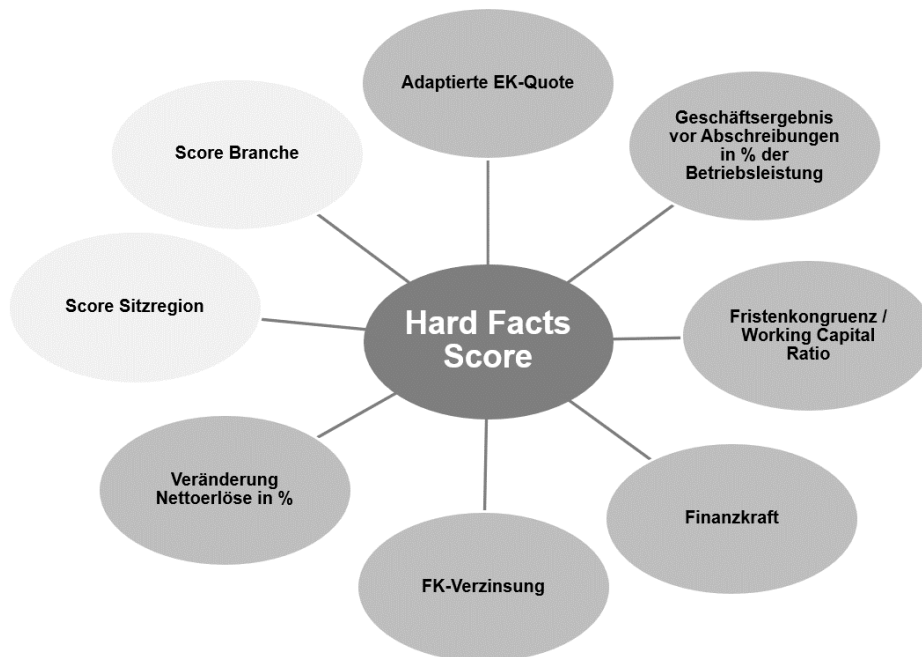 Adaptierte EK-Quote
Geschäftsergebnis
vor Abschreibungen
in % der
Betriebsleistung
Score Branche
Score Sitzregion
Hard Facts
Score
Fristenkongruenz /
Working Capital
Ratio
Veränderung
Nettoerlöse in %
Finanzkraft
FK-Verzinsung